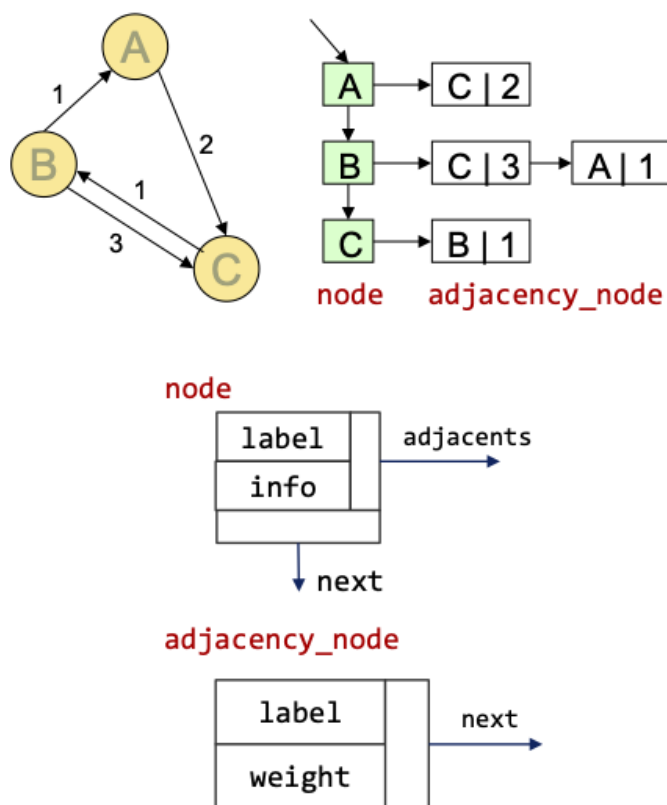 A
1
2
B
1
3
C
A
C | 2
B
C | 3
A | 1
C
B | 1
node
adjacency_node
node
label
adjacents
info
next
adjacency_node
label
next
weight